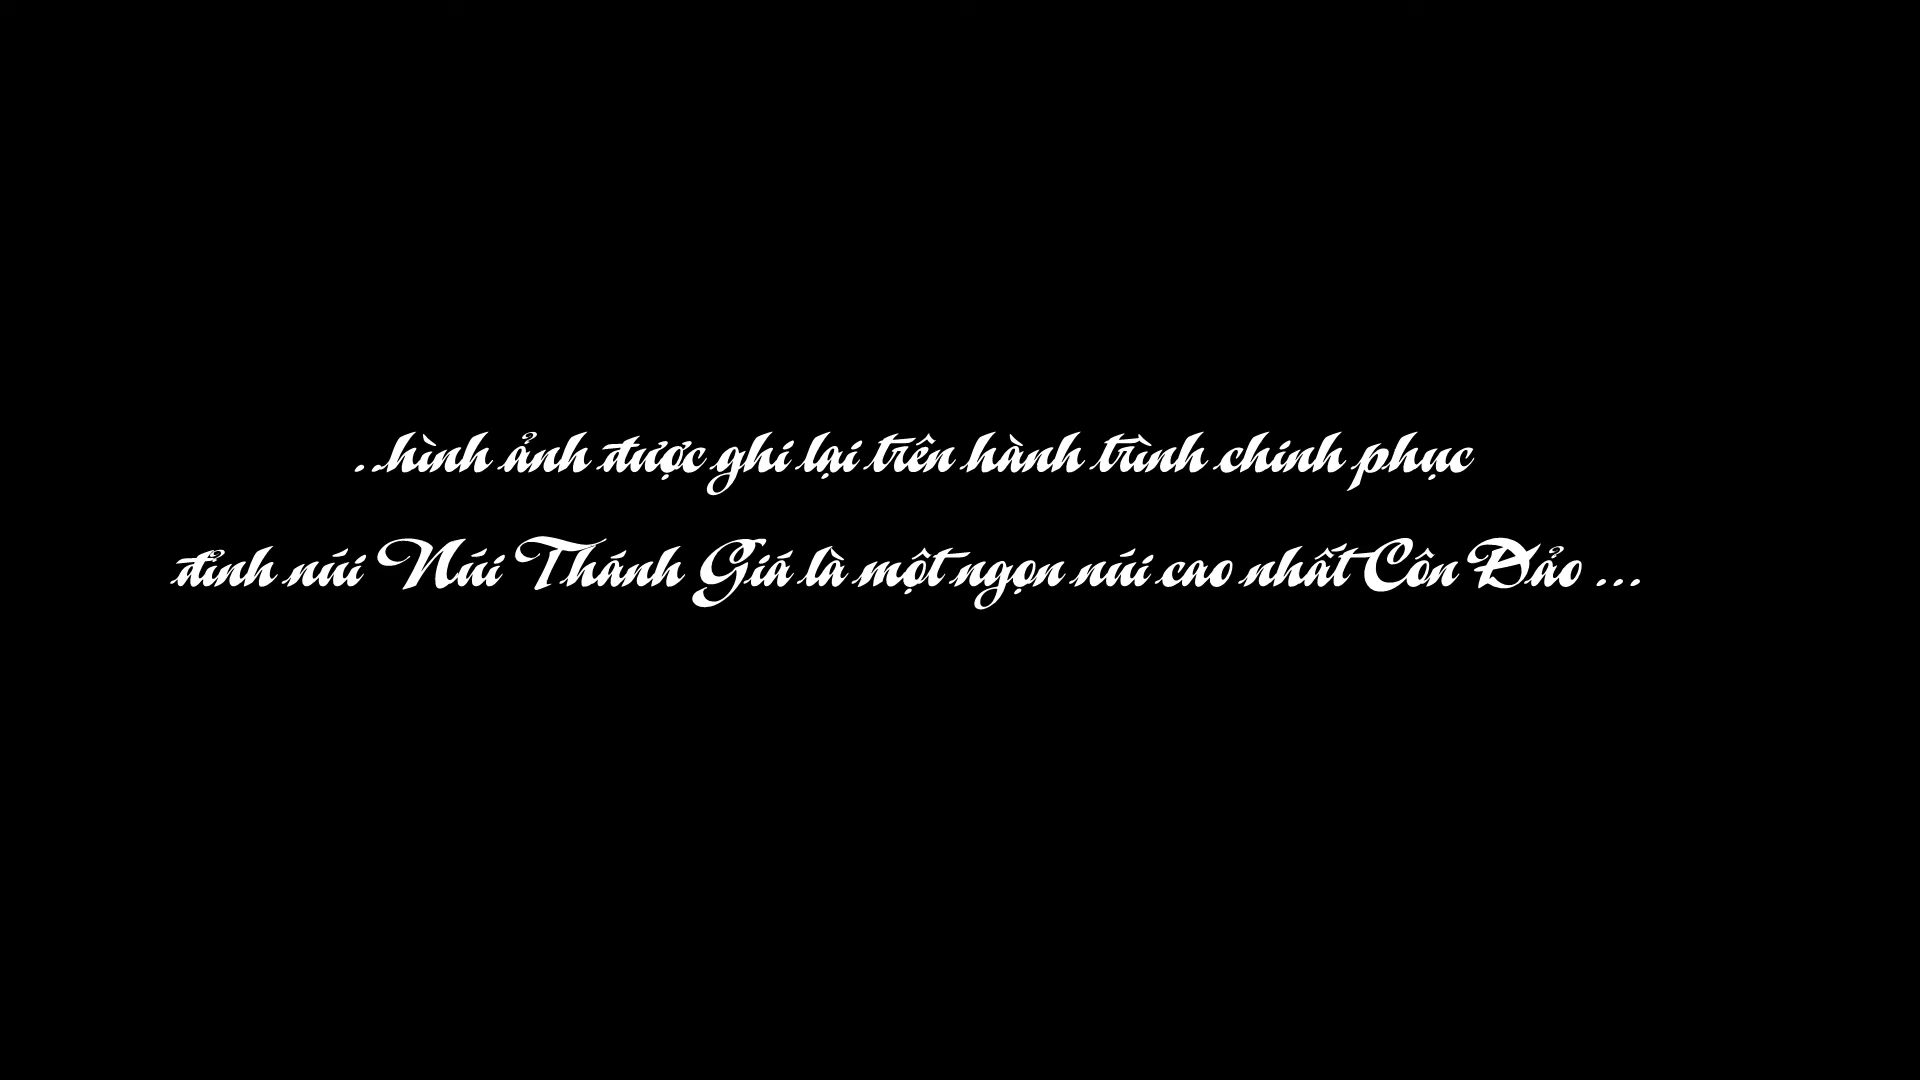 ..hình ảnh được ghi lại trên hành trình chinh phục
đỉnh núi Núi Thánh Giá là một ngọn núi cao nhất Côn Đảo ...